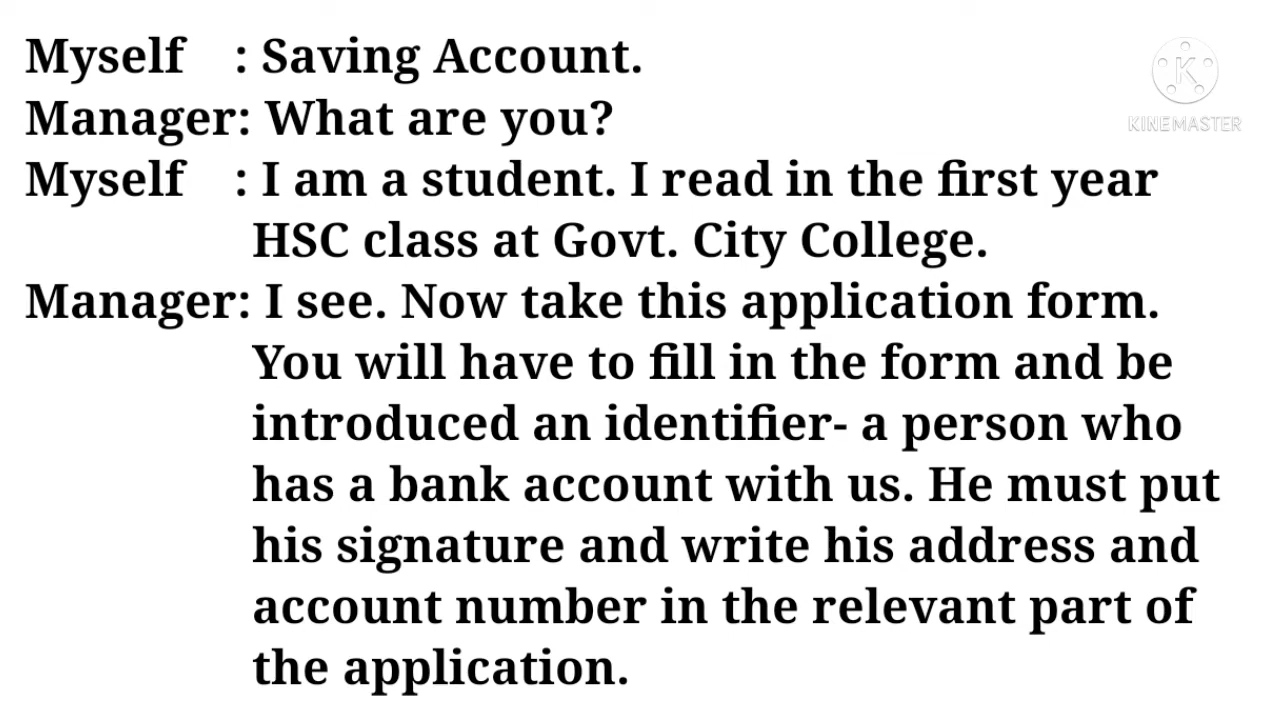 Myself : Saving Account.
Manager: What are you?
Myself : I am a student. I read in the first year
HSC class at Govt. City College.
Manager: I see. Now take this application form.
You will have to fill in the form and be
introduced an identifier- a person who
has a bank account with us. He must put
his signature and write his address and
account number in the relevant part of
the application.
K
KINEMASTER